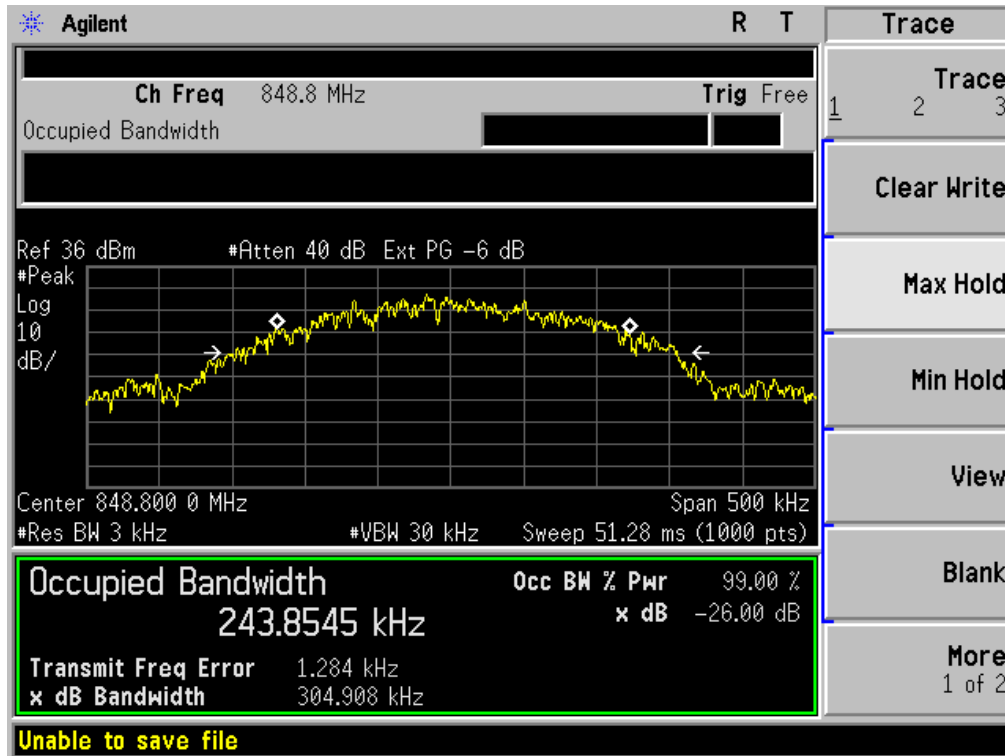 Agilent R T Trace
Ch Freq 848.8 MHz Trig Free
Occupied Bandwidth
Trace
1 2 3
Clear Write
Max Hold
Min Hold
View
Blank
More
1 of 2
Ref 36 dBm #Atten 40 dB Ext PG -6 dB
#Peak
Log
10
dB/
Center 848.800 0 MHz Span 500 kHz
#Res BW 3 kHz #VBW 30 kHz Sweep 51.28 ms (1000 pts)
Occupied Bandwidth Occ BW % Pwr 99.00 %
243.8545 kHz x dB -26.00 dB
Transmit Freq Error 1.284 kHz
x dB Bandwidth 304.908 kHz
Unable to save file